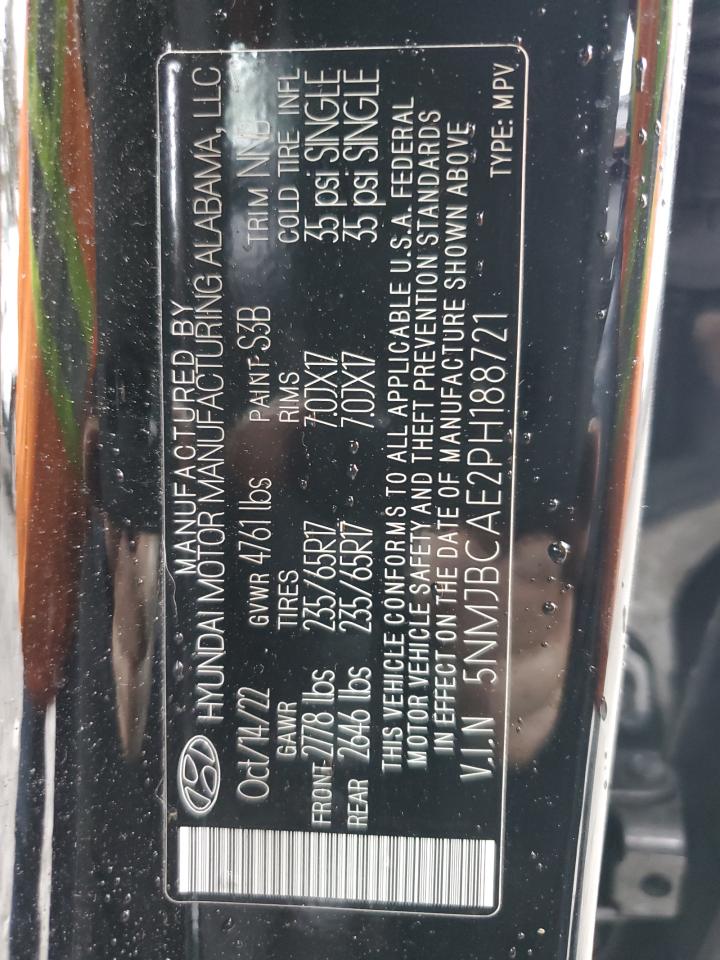 MANUFACTURED BY
HYUNDAI MOTOR MANUFACTURING ALABAMA, LLC
Oct/14/22 GVWR 4761 lbs PAINT S3B TRIM NNB
GAWR TIRES RIMS COLD TIRE INFL
FRONT 2778 lbs 235/65R17 7.0JX17 35 psi SINGLE
REAR 2646 lbs 235/65R17 7.0JX17 35 psi SINGLE
THIS VEHICLE CONFORMS TO ALL APPLICABLE U.S.A. FEDERAL
MOTOR VEHICLE SAFETY AND THEFT PREVENTION STANDARDS
IN EFFECT ON THE DATE OF MANUFACTURE SHOWN ABOVE
V.I.N 5NMJBCAE2PH188721 TYPE: MPV